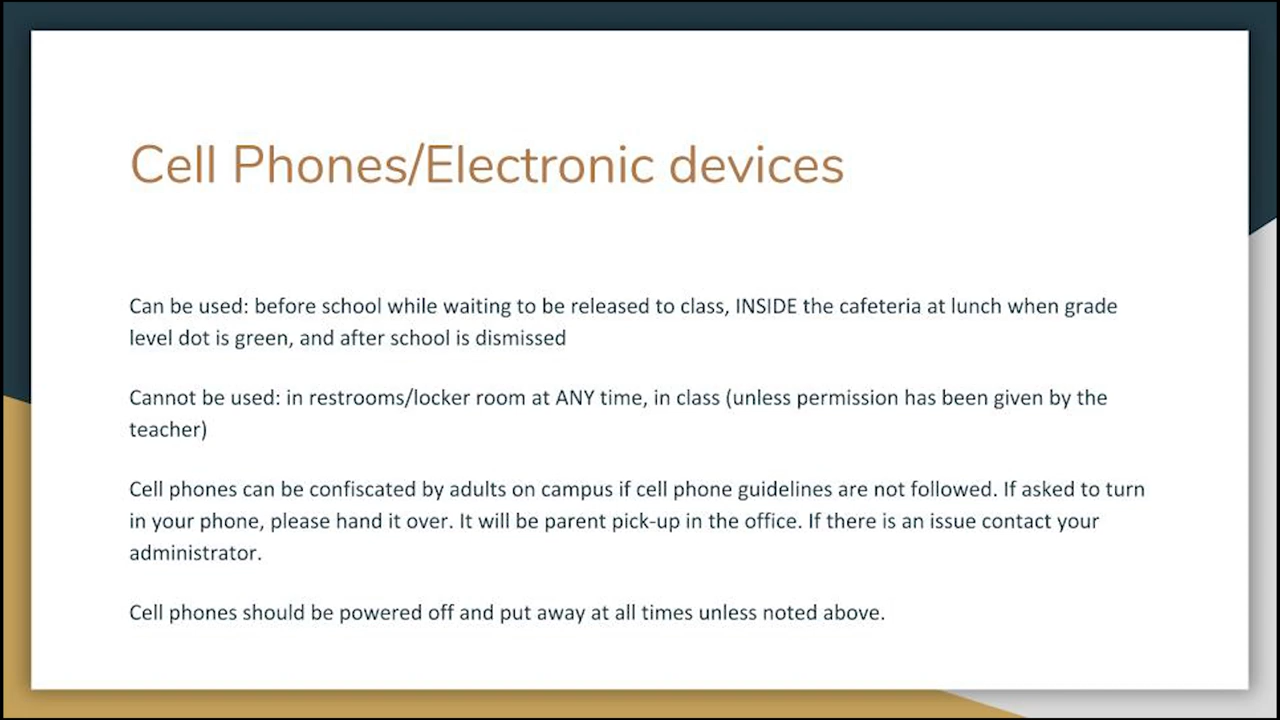 Cell Phones/Electronic devices
Can be used: before school while waiting to be released to class, INSIDE the cafeteria at lunch when grade
level dot is green, and after school is dismissed
Cannot be used: in restrooms/locker room at ANY time, in class (unless permission has been given by the
teacher)
Cell phones can be confiscated by adults on campus if cell phone guidelines are not followed. If asked to turn
in your phone, please hand it over. It will be parent pick-up in the office. If there is an issue contact your
administrator.
Cell phones should be powered off and put away at all times unless noted above.